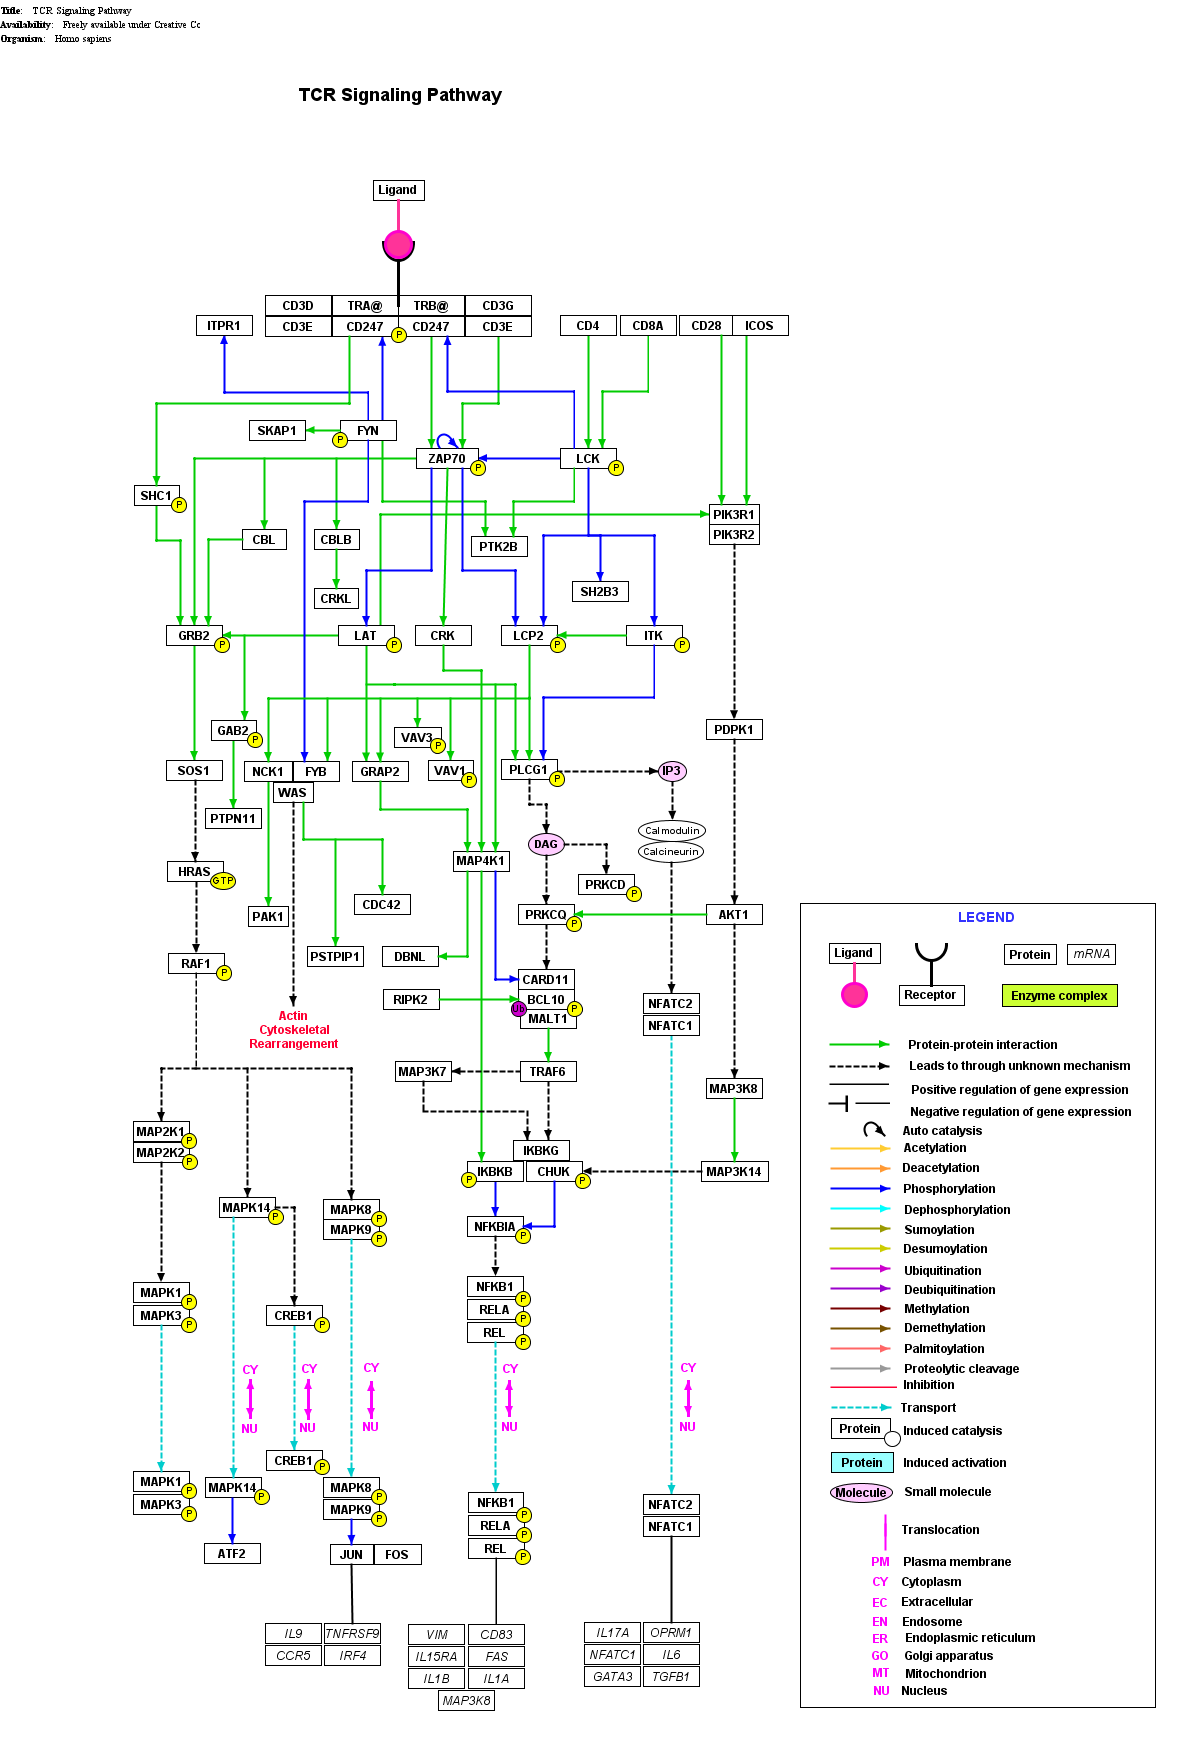 Title: TCR Signaling Pathway
Availability: Freely available under Creative Cc
Organism: Homo sapiens
TCR Signaling Pathway
Ligand
CD3D TRA@ TRB@ CD3G
ITPR1 CD3E CD247 P CD247 CD3E CD4 CD8A CD28 ICOS
SKAP1 P FYN
ZAP70 P LCK P
SHC1 P
PIK3R1
PIK3R2
CBL CBLB PTK2B
CRKL SH2B3
GRB2 P LAT P CRK LCP2 P ITK P
GAB2 P VAV3 P PDPK1
SOS1 NCK1 FYB GRAP2 VAV1 P PLCG1 P IP3
WAS
PTPN11 Calmodulin
Calcineurin
DAG
HRAS GTP MAP4K1
PRKCD P
PAK1 CDC42 PRKCQ P AKT1
PSTPIP1 DBNL
RAF1 P CARD11
RIPK2 BCL10 P NFATC2
Ub MALT1 NFATC1
Actin
Cytoskeletal
Rearrangement
MAP3K7 TRAF6 MAP3K8
MAP2K1 P
MAP2K2 P
IKBKG
P IKBKB CHUK P MAP3K14
MAPK14 P MAPK8 P
MAPK9 P
NFKBIA P
MAPK1 P NFKB1 P
MAPK3 P CREB1 P RELA P
REL P
CY CY CY CY CY
NU NU NU NU NU
CREB1 P
MAPK1 P MAPK14 P MAPK8 P
MAPK3 P MAPK9 P NFKB1 P NFATC2
RELA P NFATC1
ATF2 JUN FOS REL P
IL9 TNFRSF9 VIM CD83 IL17A OPRM1
CCR5 IRF4 IL15RA FAS NFATC1 IL6
IL1B IL1A GATA3 TGFB1
MAP3K8
LEGEND
Ligand Receptor Protein mRNA
Enzyme complex
Protein-protein interaction
Leads to through unknown mechanism
Positive regulation of gene expression
Negative regulation of gene expression
Auto catalysis
Acetylation
Deacetylation
Phosphorylation
Dephosphorylation
Sumoylation
Desumoylation
Ubiquitination
Deubiquitination
Methylation
Demethylation
Palmitoylation
Proteolytic cleavage
Inhibition
Transport
Protein Induced catalysis
Protein Induced activation
Molecule Small molecule
Translocation
PM Plasma membrane
CY Cytoplasm
EC Extracellular
EN Endosome
ER Endoplasmic reticulum
GO Golgi apparatus
MT Mitochondrion
NU Nucleus